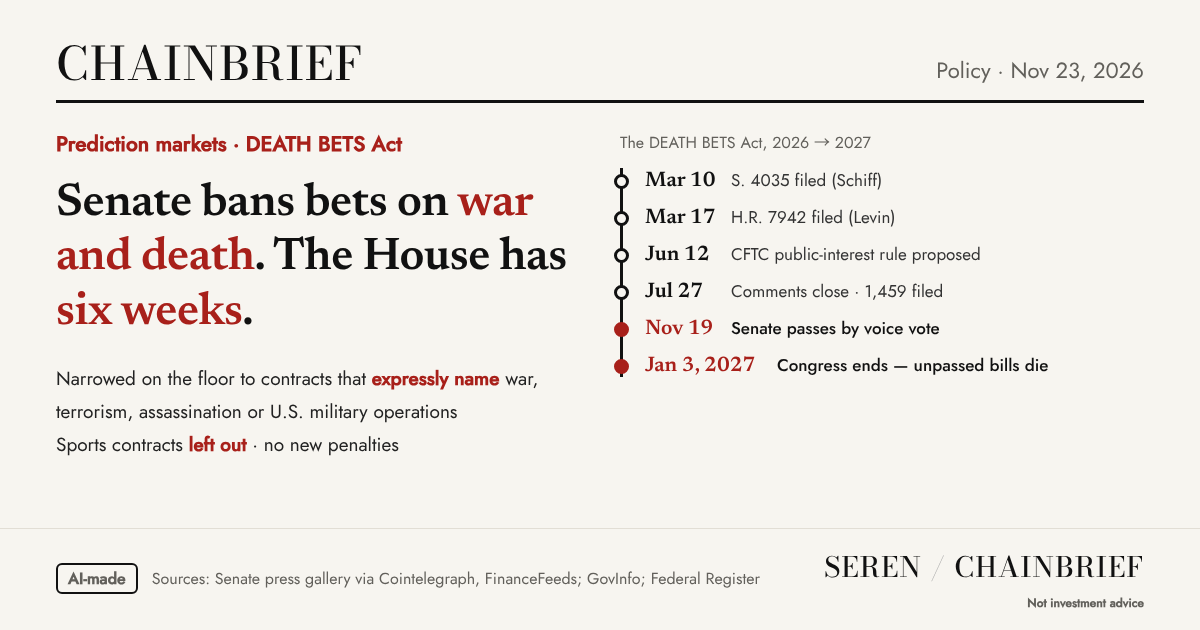 CHAINBRIEF
Policy · Nov 23, 2026
Prediction markets · DEATH BETS Act
Senate bans bets on war
and death. The House has
six weeks.
Narrowed on the floor to contracts that expressly name war,
terrorism, assassination or U.S. military operations
Sports contracts left out · no new penalties
The DEATH BETS Act, 2026 → 2027
Mar 10 S. 4035 filed (Schiff)
Mar 17 H.R. 7942 filed (Levin)
Jun 12 CFTC public-interest rule proposed
Jul 27 Comments close · 1,459 filed
Nov 19 Senate passes by voice vote
Jan 3, 2027 Congress ends — unpassed bills die
AI-made
Sources: Senate press gallery via Cointelegraph, FinanceFeeds; GovInfo; Federal Register
SEREN / CHAINBRIEF
Not investment advice